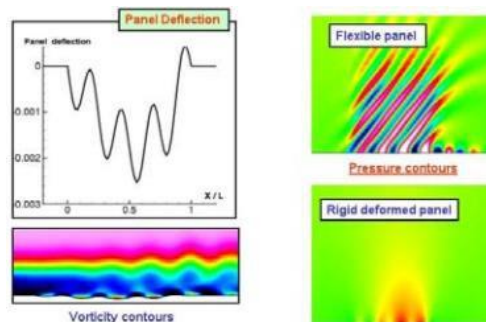 Panel Deflection
Panel deflection
0
-0.001
-0.002
-0.003
0
0.5
1
X / L
Vorticity contours
Flexible panel
Pressure contours
Rigid deformed panel